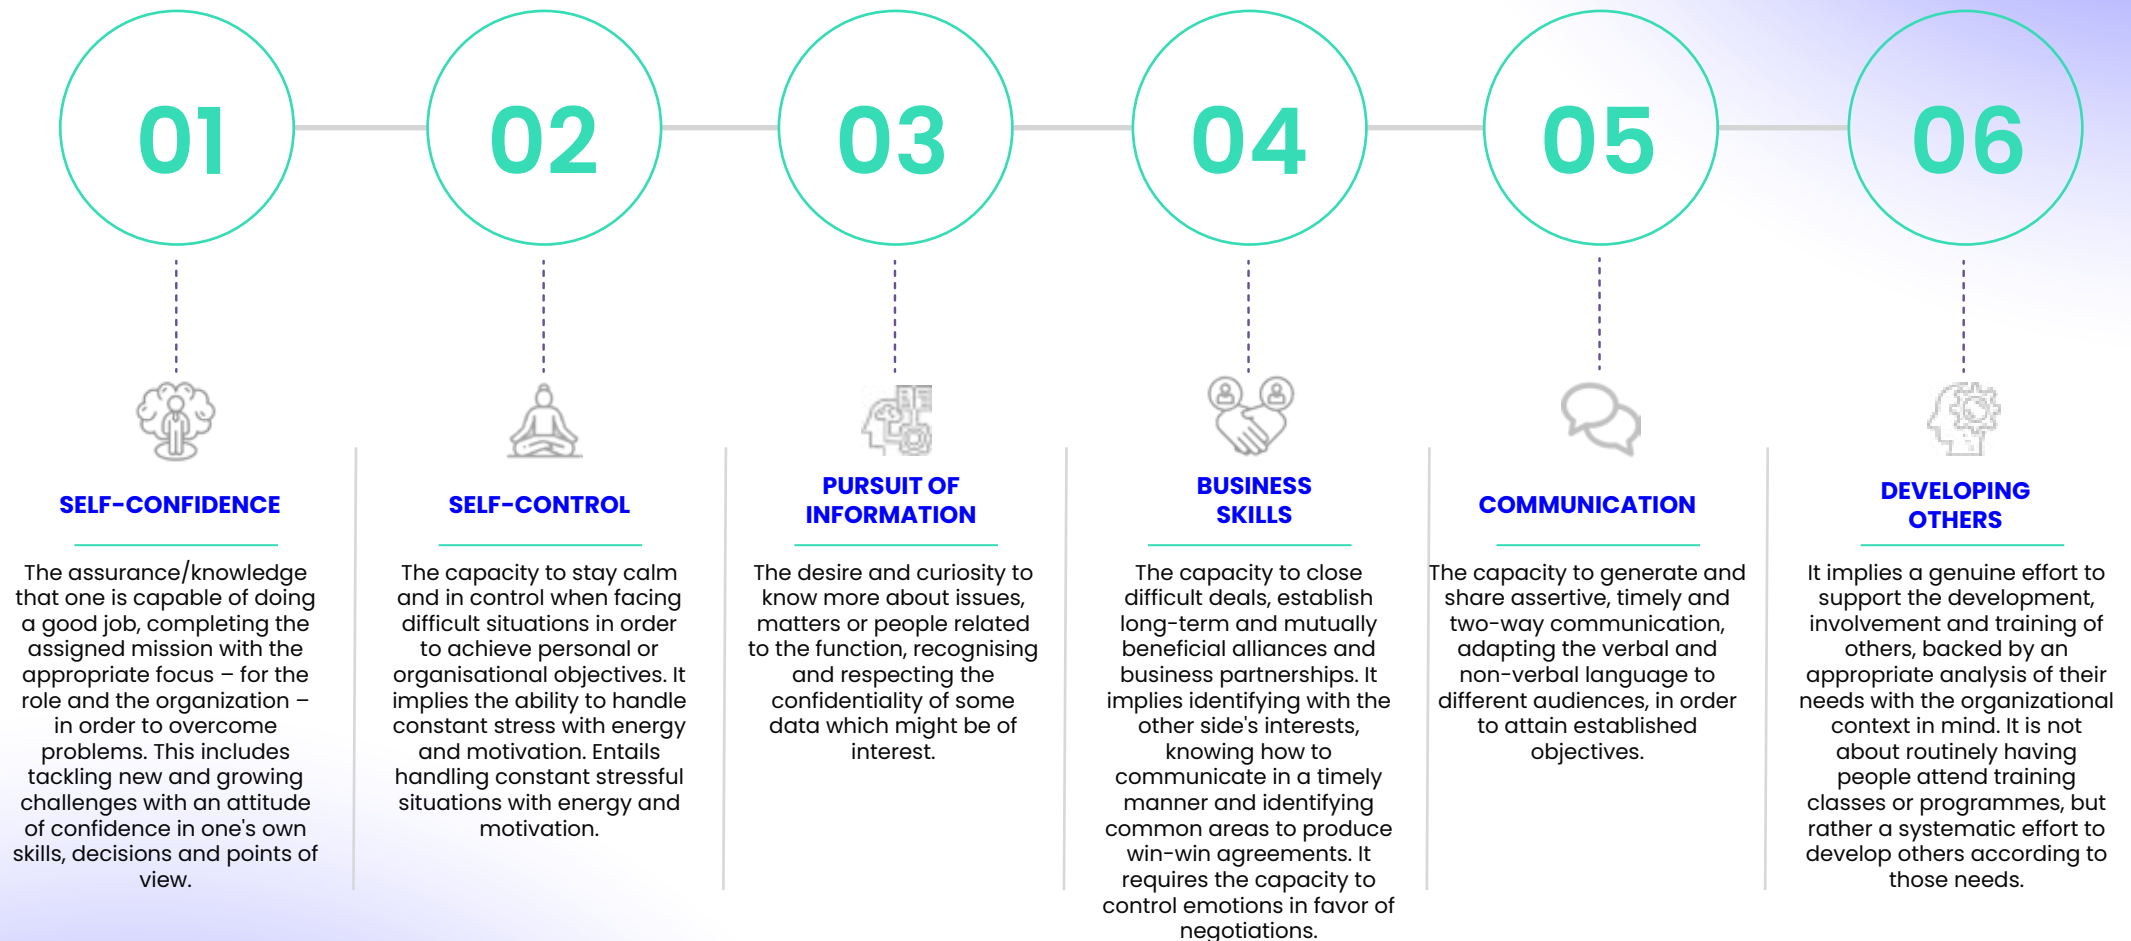 01
02
03
04
05
06
SELF-CONFIDENCE
The assurance/knowledge
that one is capable of doing
a good job, completing the
assigned mission with the
appropriate focus – for the
role and the organization –
in order to overcome
problems. This includes
tackling new and growing
challenges with an attitude
of confidence in one's own
skills, decisions and points of
view.
SELF-CONTROL
The capacity to stay calm
and in control when facing
difficult situations in order
to achieve personal or
organisational objectives. It
implies the ability to handle
constant stress with energy
and motivation. Entails
handling constant stressful
situations with energy and
motivation.
PURSUIT OF
INFORMATION
The desire and curiosity to
know more about issues,
matters or people related
to the function, recognising
and respecting the
confidentiality of some
data which might be of
interest.
BUSINESS
SKILLS
The capacity to close
difficult deals, establish
long-term and mutually
beneficial alliances and
business partnerships. It
implies identifying with the
other side's interests,
knowing how to
communicate in a timely
manner and identifying
common areas to produce
win-win agreements. It
requires the capacity to
control emotions in favor of
negotiations.
COMMUNICATION
The capacity to generate and
share assertive, timely and
two-way communication,
adapting the verbal and
non-verbal language to
different audiences, in order
to attain established
objectives.
DEVELOPING
OTHERS
It implies a genuine effort to
support the development,
involvement and training of
others, backed by an
appropriate analysis of their
needs with the organizational
context in mind. It is not
about routinely having
people attend training
classes or programmes, but
rather a systematic effort to
develop others according to
those needs.